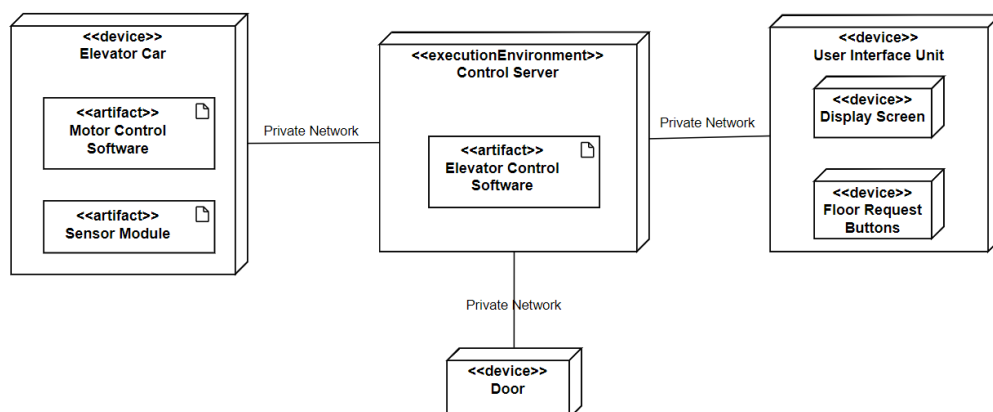 <<device>>
Elevator Car
<<artifact>>
Motor Control
Software
<<artifact>>
Sensor Module
Private Network
<<executionEnvironment>>
Control Server
<<artifact>>
Elevator Control
Software
Private Network
<<device>>
User Interface Unit
<<device>>
Display Screen
<<device>>
Floor Request
Buttons
Private Network
<<device>>
Door